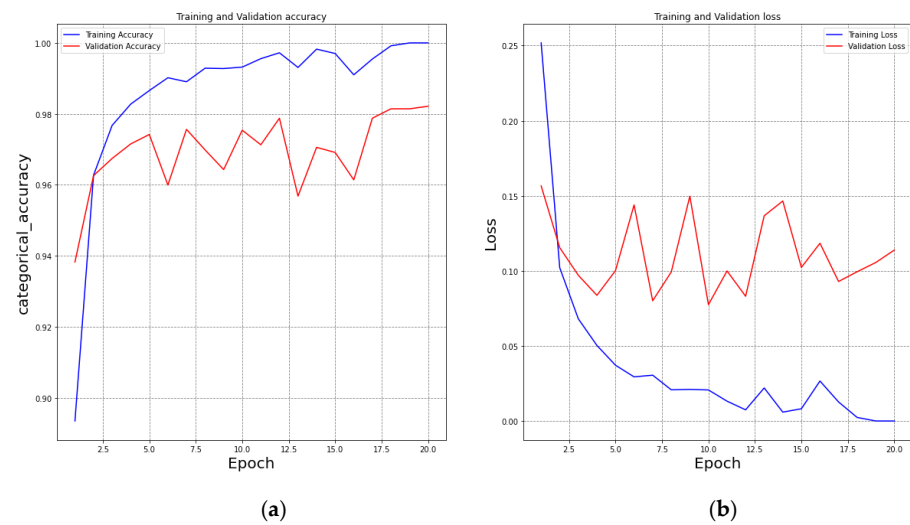 Training and Validation accuracy
Training Accuracy
Validation Accuracy
1.00
0.98
0.96
0.94
0.92
0.90
categorical_accuracy
2.5 5.0 7.5 10.0 12.5 15.0 17.5 20.0
Epoch
(a)
Training and Validation loss
Training Loss
Validation Loss
0.25
0.20
0.15
0.10
0.05
0.00
Loss
2.5 5.0 7.5 10.0 12.5 15.0 17.5 20.0
Epoch
(b)